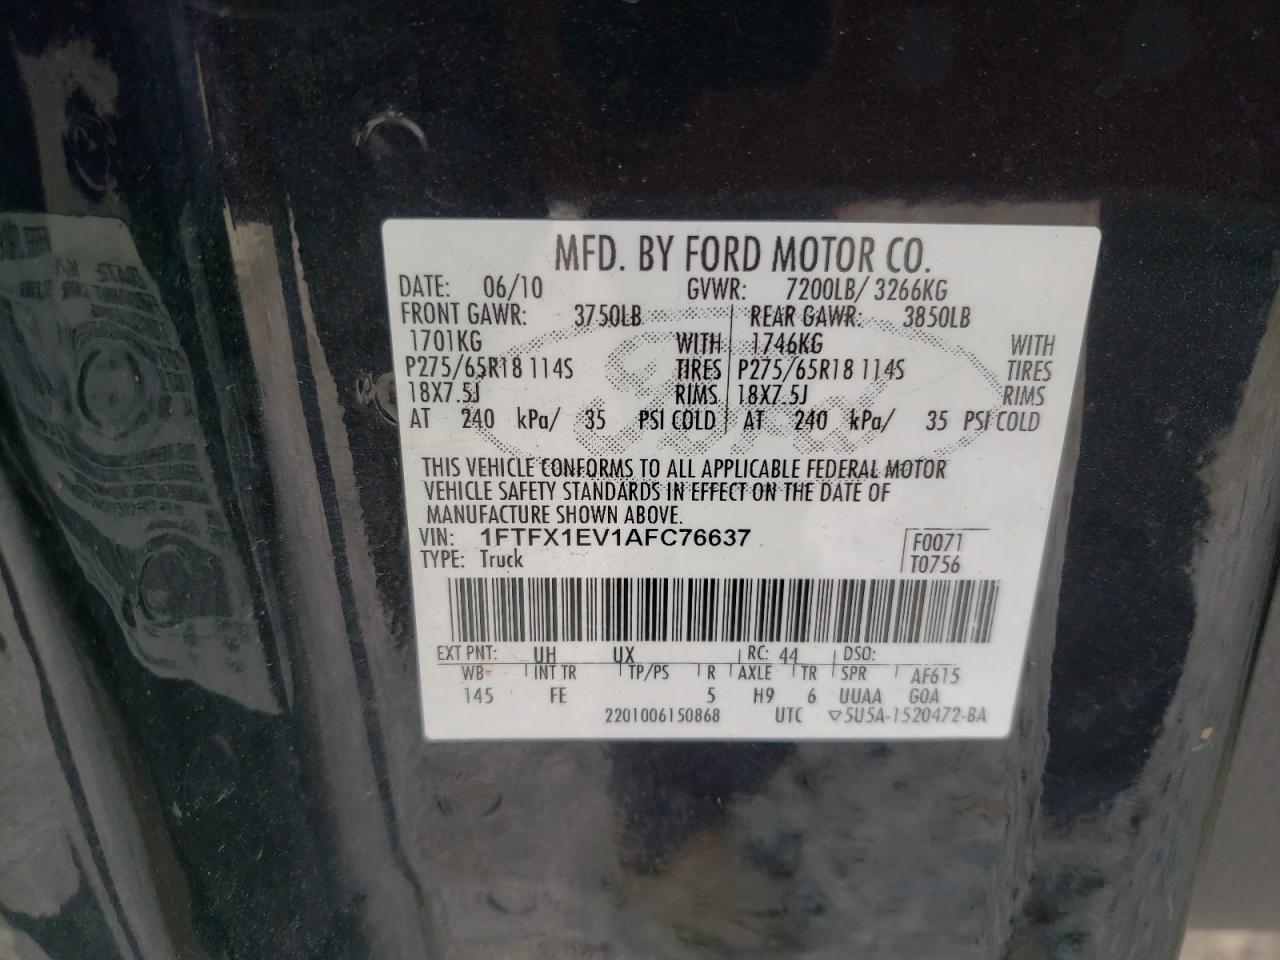 MFD. BY FORD MOTOR CO.
DATE: 06/10 GVWR: 7200LB/ 3266KG
FRONT GAWR: 3750LB REAR GAWR: 3850LB
1701KG WITH 1746KG WITH
P275/65R18 114S TIRES P275/65R18 114S TIRES
18X7.5J RIMS 18X7.5J RIMS
AT 240 kPa/ 35 PSI COLD AT 240 kPa/ 35 PSI COLD
THIS VEHICLE CONFORMS TO ALL APPLICABLE FEDERAL MOTOR
VEHICLE SAFETY STANDARDS IN EFFECT ON THE DATE OF
MANUFACTURE SHOWN ABOVE.
VIN: 1FTFX1EV1AFC76637 F0071
TYPE: Truck T0756
EXT PNT: UH UX RC: 44 DSO:
WB INT TR TP/PS R AXLE TR SPR AF615
145 FE 5 H9 6 UUAA GOA
2201006150868 UTC ▽5U5A-1520472-BA